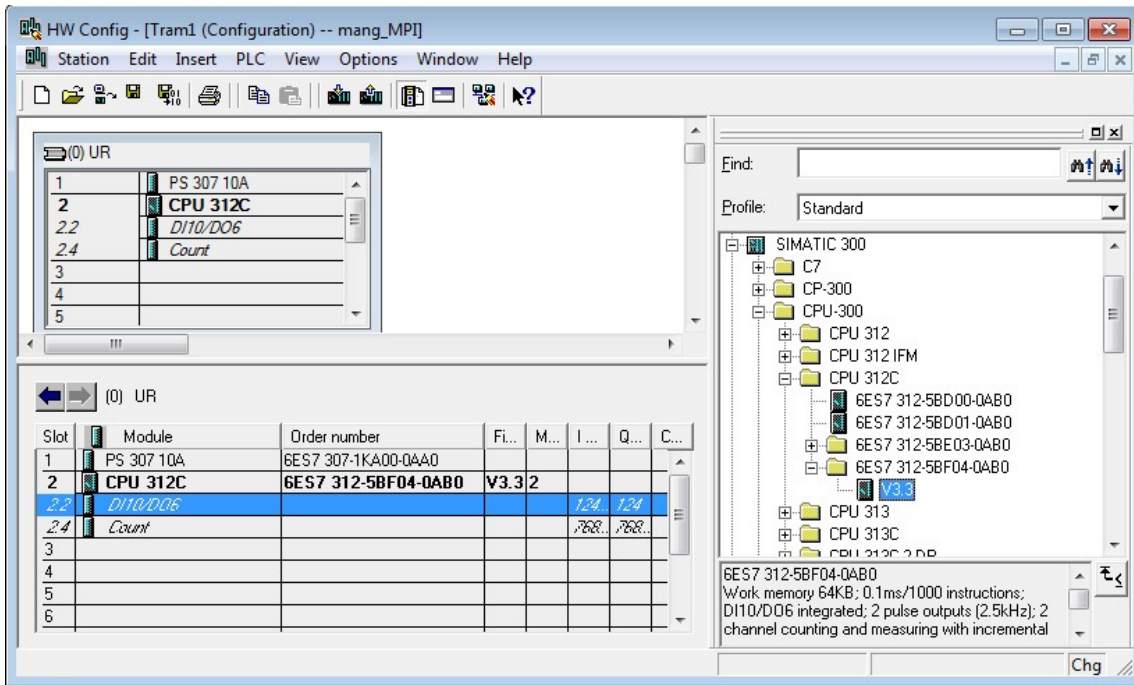 HW Config - [Tram1 (Configuration) -- mang_MPI]
Station Edit Insert PLC View Options Window Help
(0) UR
1 PS 307 10A
2 CPU 312C
2.2 DI10/DO6
2.4 Count
3
4
5
(0) UR
Slot Module Order number Fi... M... I ... Q... C...
1 PS 307 10A 6ES7 307-1KA00-0AA0
2 CPU 312C 6ES7 312-5BF04-0AB0 V3.3 2
2.2 DI10/DO6 124... 124
2.4 Count 768... 768...
3
4
5
6
Find:
Profile: Standard
SIMATIC 300
C7
CP-300
CPU-300
CPU 312
CPU 312 IFM
CPU 312C
6ES7 312-5BD00-0AB0
6ES7 312-5BD01-0AB0
6ES7 312-5BE03-0AB0
6ES7 312-5BF04-0AB0
V3.3
CPU 313
CPU 313C
CPU 313C 2 DP
6ES7 312-5BF04-0AB0
Work memory 64KB; 0.1ms/1000 instructions;
DI10/DO6 integrated; 2 pulse outputs (2.5kHz); 2
channel counting and measuring with incremental
Chg